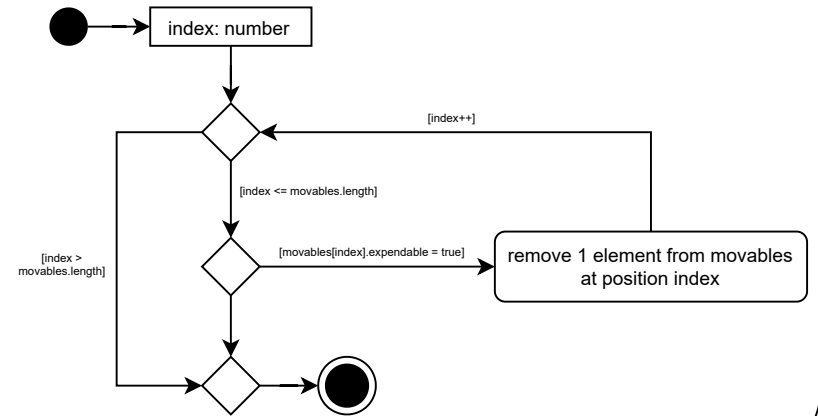 index: number
[index++]
[index <= movables.length]
[movables[index].expendable = true]
remove 1 element from movables
at position index
[index >
movables.length]